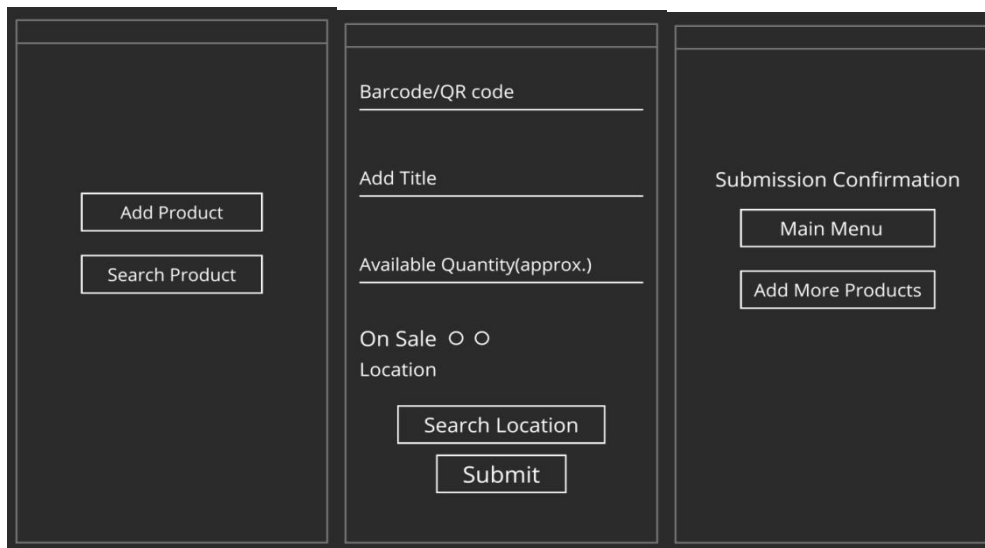 Add Product
Search Product
Barcode/QR code
Add Title
Available Quantity(approx.)
On Sale
Location
Search Location
Submit
Submission Confirmation
Main Menu
Add More Products